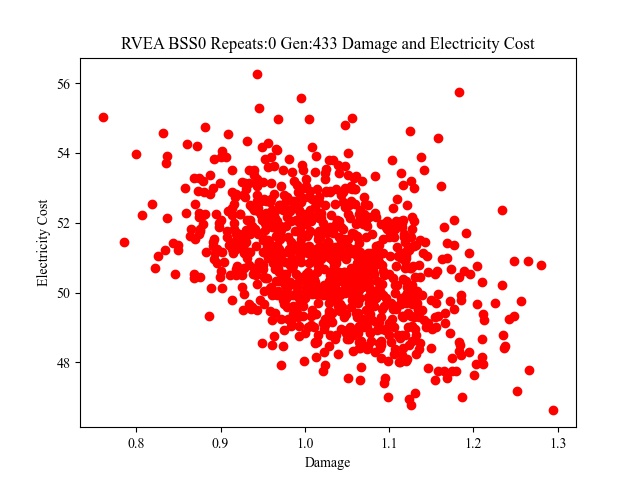 RVEA BSS0 Repeats:0 Gen:433 Damage and Electricity Cost
56
54
52
50
48
Electricity Cost
0.8 0.9 1.0 1.1 1.2 1.3
Damage